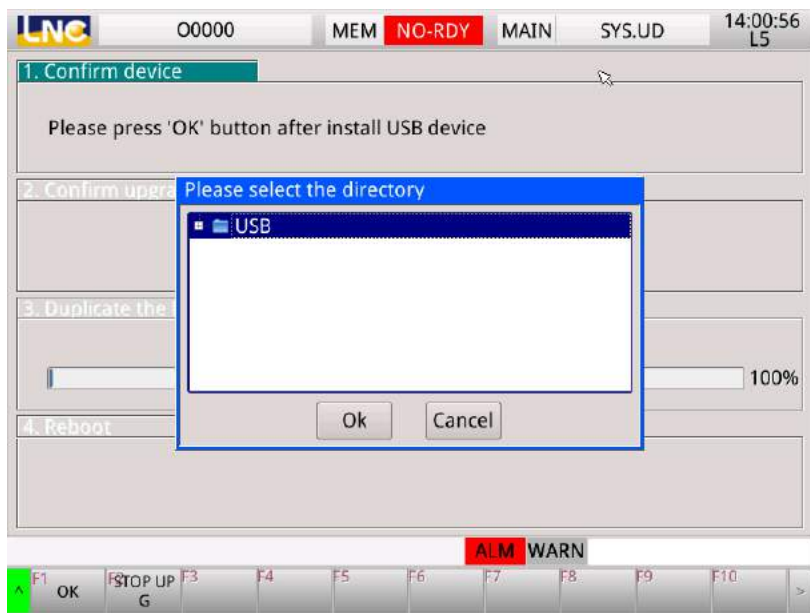 LNC O0000 MEM NO-RDY MAIN SYS.UD 14:00:56
L5
1. Confirm device
Please press 'OK' button after install USB device
2. Confirm upgra
Please select the directory
USB
3. Duplicate the
100%
Ok Cancel
4. Reboot
ALM WARN
^ F1 OK F2 STOP UP G F3 F4 F5 F6 F7 F8 F9 F10 >